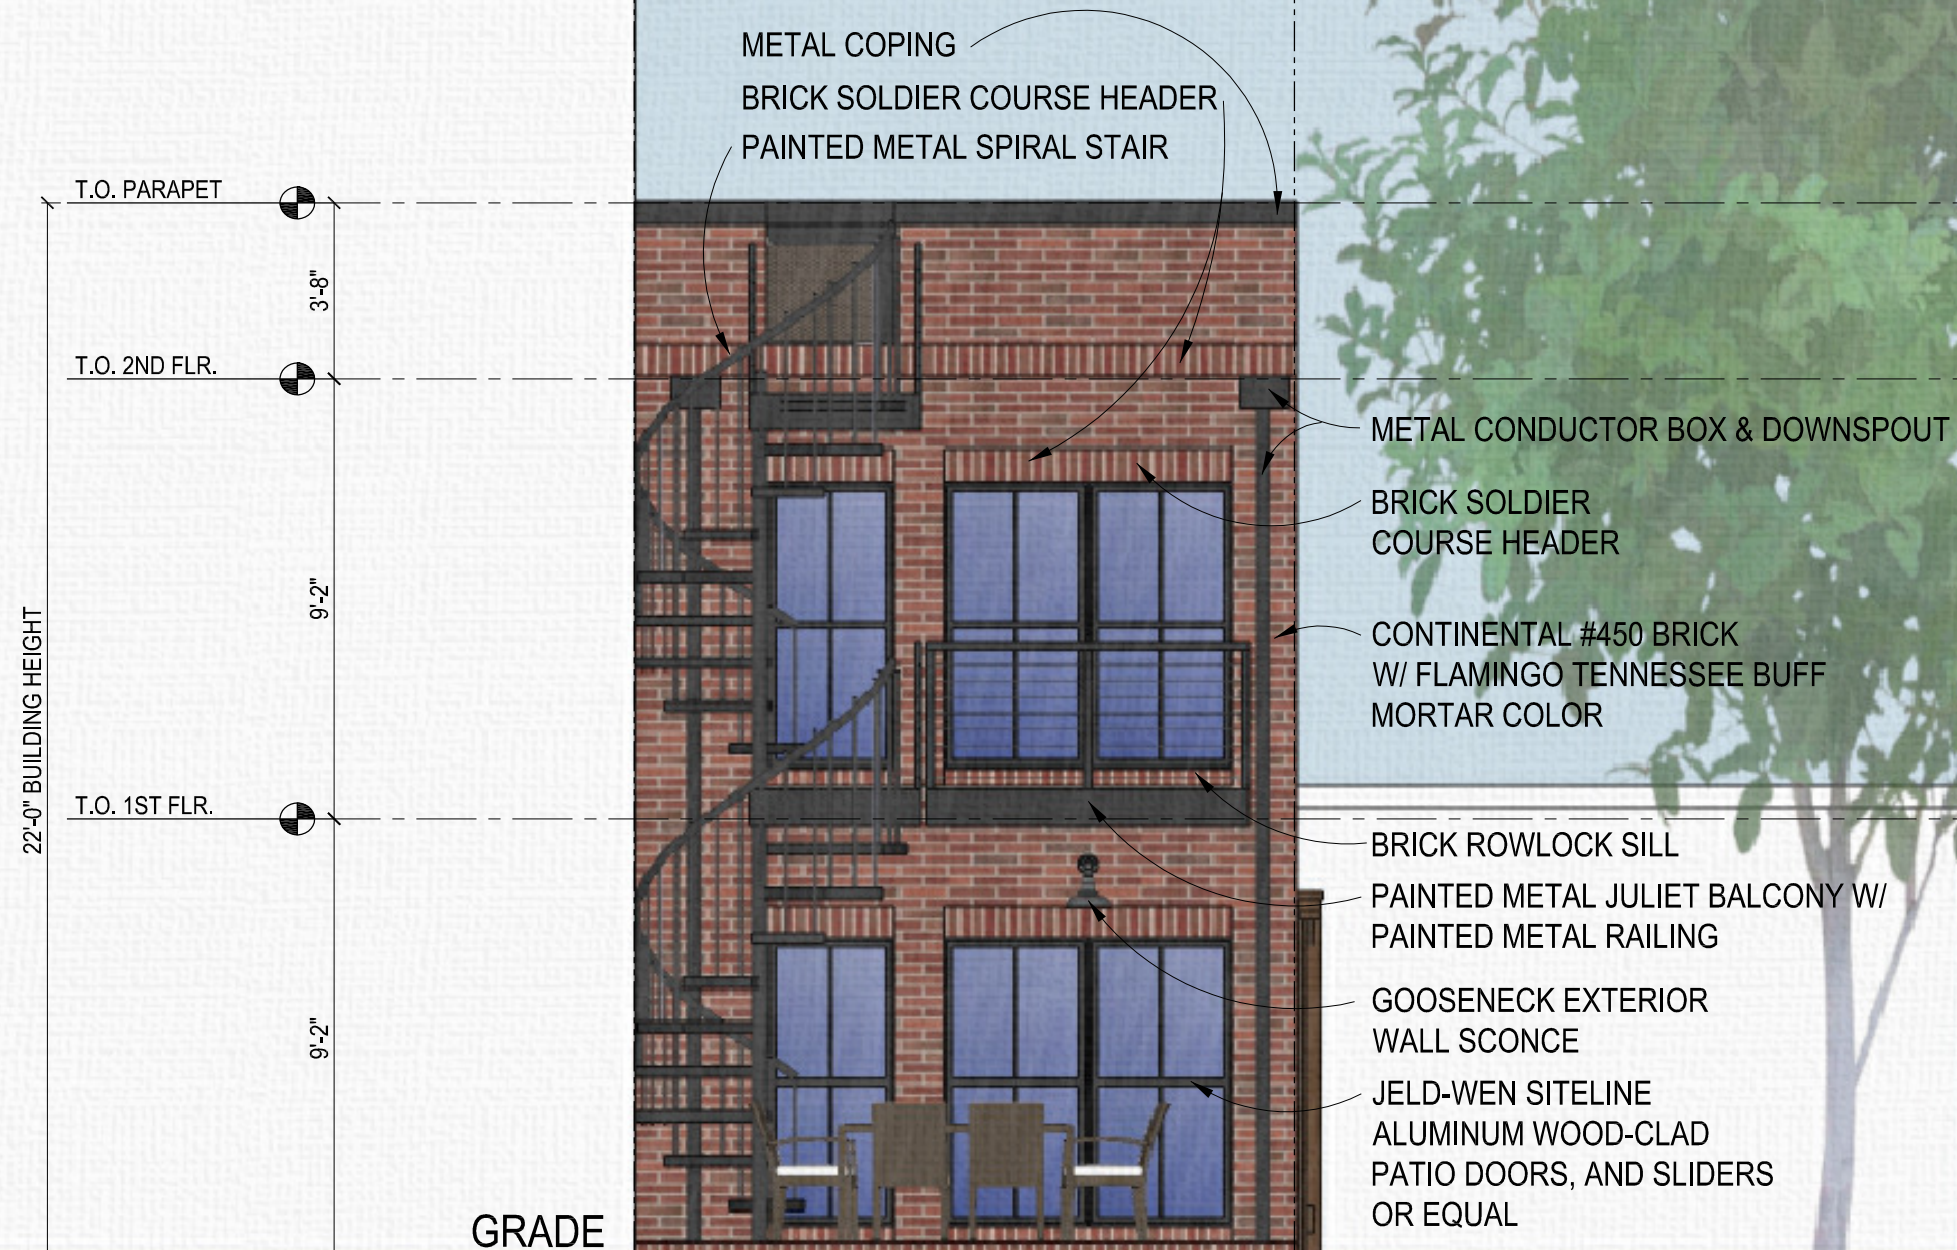 METAL COPING
BRICK SOLDIER COURSE HEADER
PAINTED METAL SPIRAL STAIR
T.O. PARAPET
3'-8"
T.O. 2ND FLR.
9'-2"
22'-0" BUILDING HEIGHT
T.O. 1ST FLR.
9'-2"
GRADE
METAL CONDUCTOR BOX & DOWNSPOUT
BRICK SOLDIER
COURSE HEADER
CONTINENTAL #450 BRICK
W/ FLAMINGO TENNESSEE BUFF
MORTAR COLOR
BRICK ROWLOCK SILL
PAINTED METAL JULIET BALCONY W/
PAINTED METAL RAILING
GOOSENECK EXTERIOR
WALL SCONCE
JELD-WEN SITELINE
ALUMINUM WOOD-CLAD
PATIO DOORS, AND SLIDERS
OR EQUAL